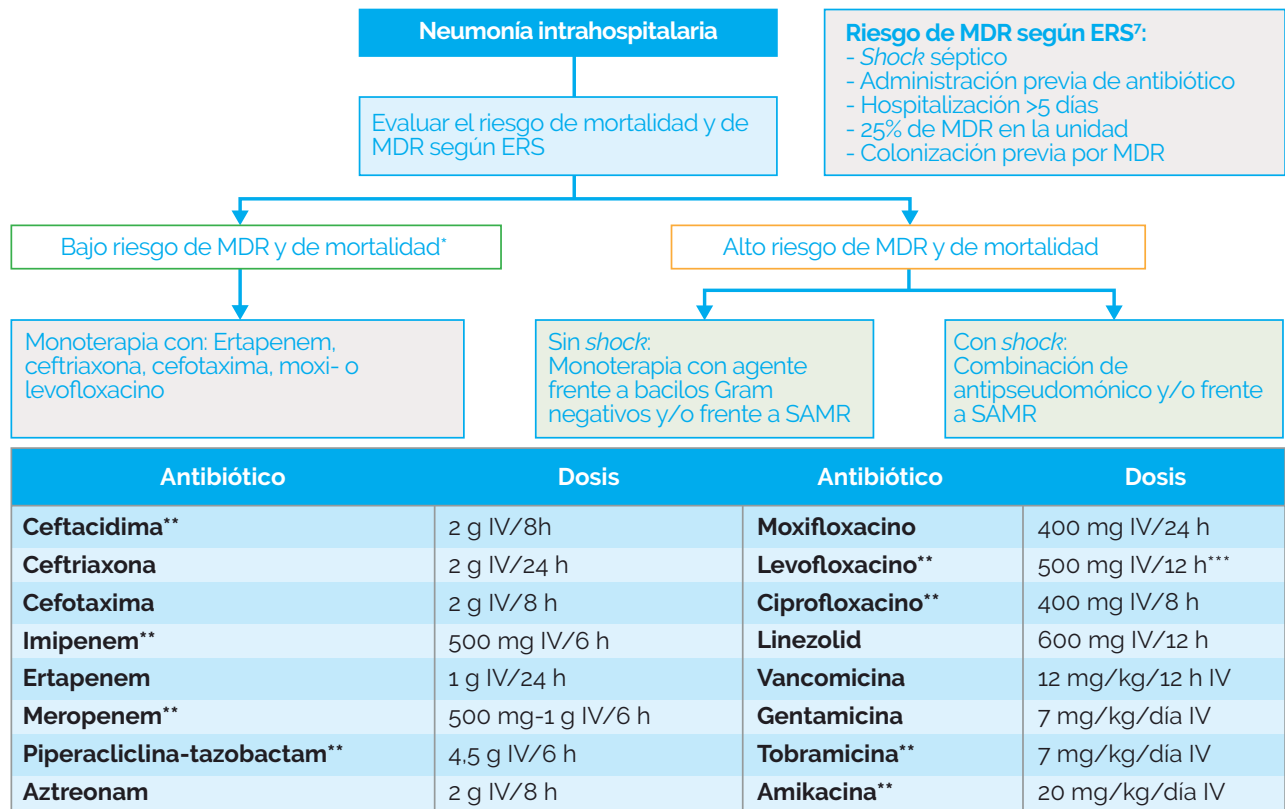 Neumonía intrahospitalaria
Riesgo de MDR según ERS⁷:
- Shock séptico
- Administración previa de antibiótico
- Hospitalización >5 días
- 25% de MDR en la unidad
- Colonización previa por MDR
Evaluar el riesgo de mortalidad y de
MDR según ERS
Bajo riesgo de MDR y de mortalidad*
Alto riesgo de MDR y de mortalidad
Monoterapia con: Ertapenem,
ceftriaxona, cefotaxima, moxi- o
levofloxacino
Sin shock:
Monoterapia con agente
frente a bacilos Gram
negativos y/o frente a SAMR
Con shock:
Combinación de
antipseudomónico y/o frente
a SAMR
Antibiótico Dosis Antibiótico Dosis
Ceftacidima** 2 g IV/8h Moxifloxacino 400 mg IV/24 h
Ceftriaxona 2 g IV/24 h Levofloxacino** 500 mg IV/12 h***
Cefotaxima 2 g IV/8 h Ciprofloxacino** 400 mg IV/8 h
Imipenem** 500 mg IV/6 h Linezolid 600 mg IV/12 h
Ertapenem 1 g IV/24 h Vancomicina 12 mg/kg/12 h IV
Meropenem** 500 mg-1 g IV/6 h Gentamicina 7 mg/kg/día IV
Piperacliclina-tazobactam** 4,5 g IV/6 h Tobramicina** 7 mg/kg/día IV
Aztreonam 2 g IV/8 h Amikacina** 20 mg/kg/día IV